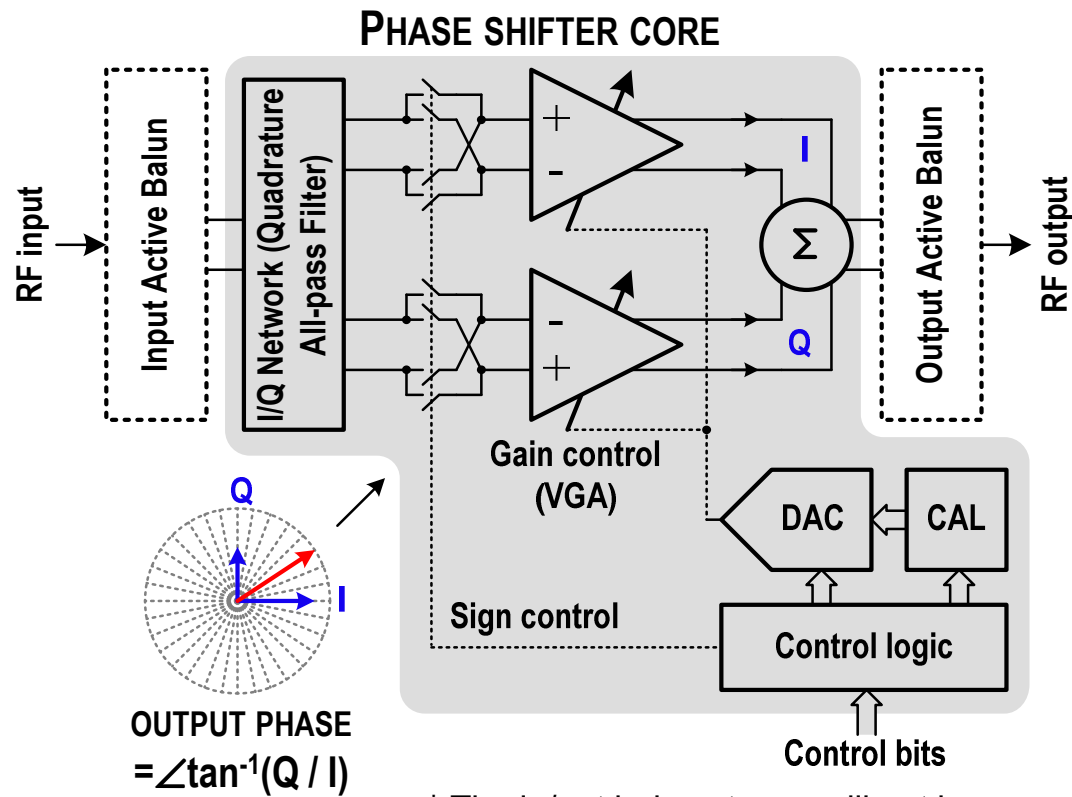 PHASE SHIFTER CORE
RF input
Input Active Balun
I/Q Network (Quadrature
All-pass Filter)
+
-
-
+
I
Σ
Q
Output Active Balun
RF output
Gain control
(VGA)
DAC
CAL
Sign control
Control logic
Control bits
Q
I
OUTPUT PHASE
=∠tan-1(Q / I)